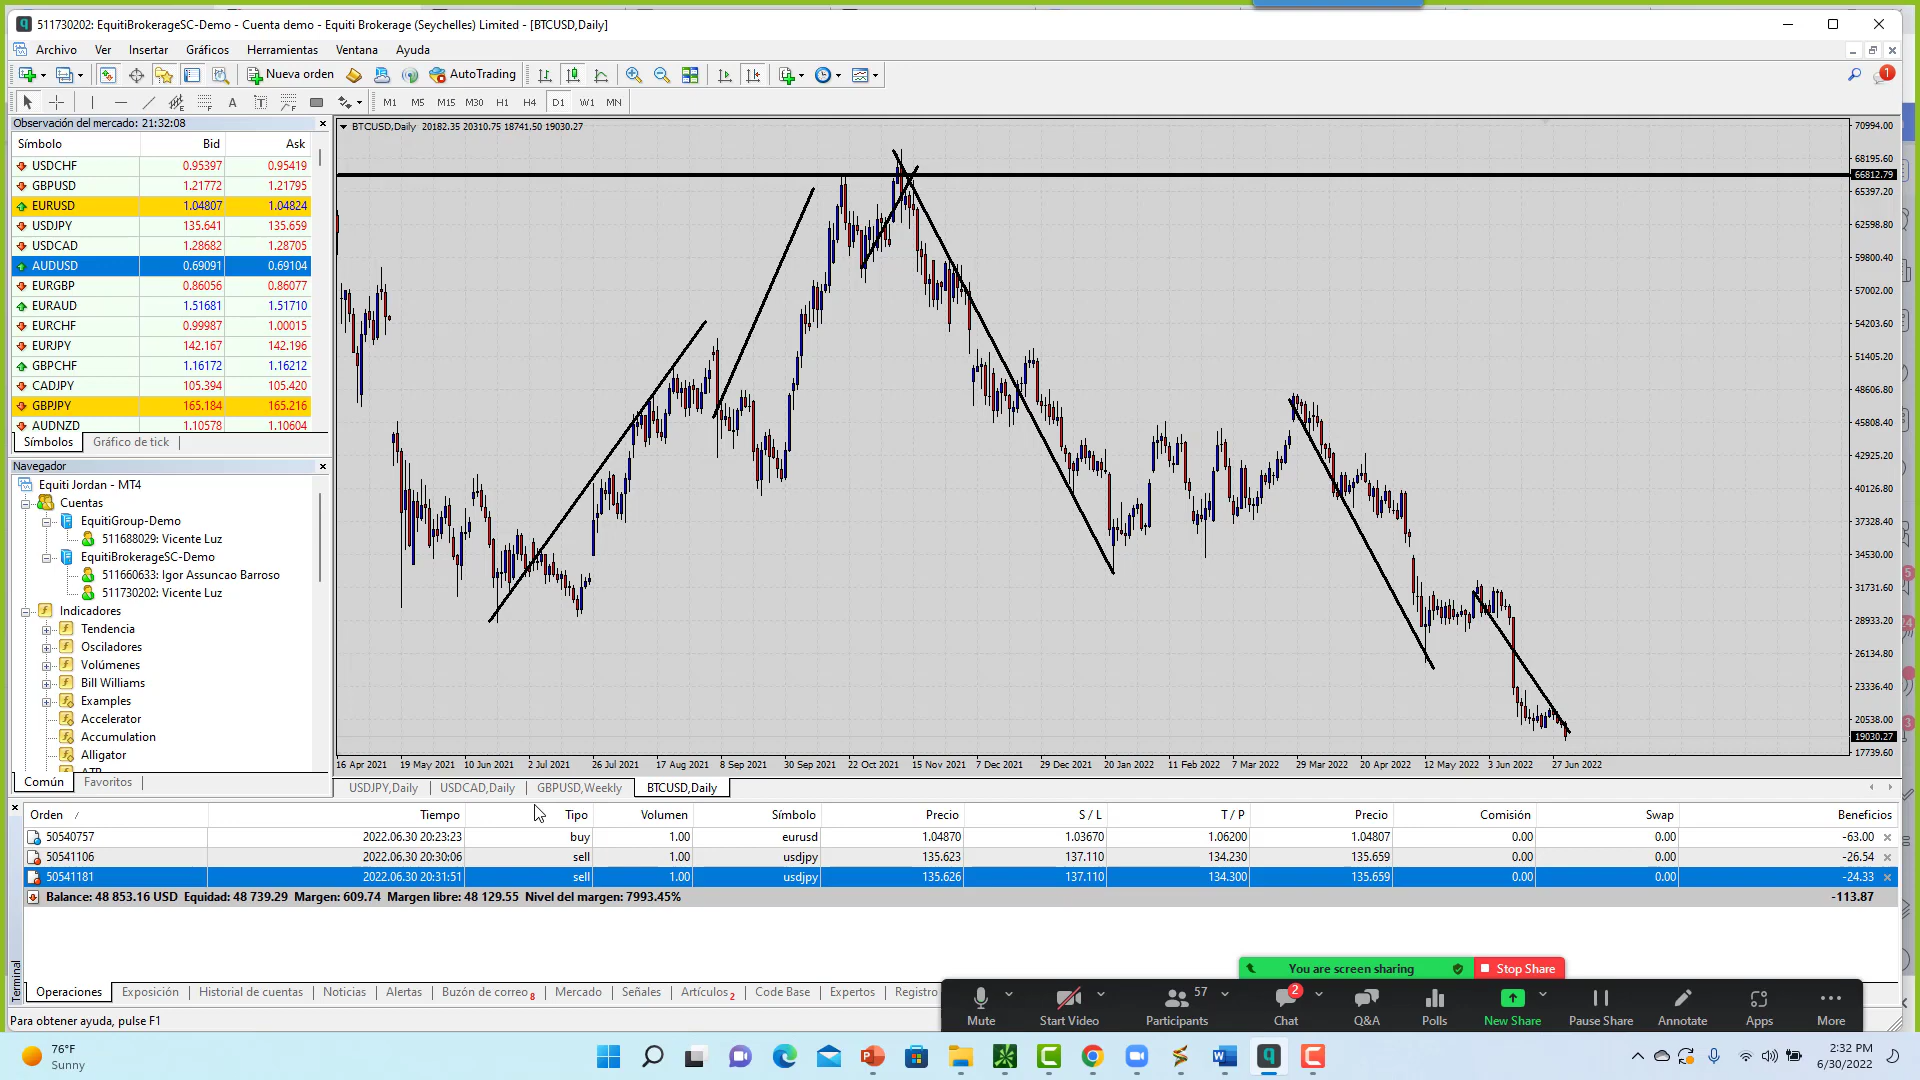 511730202: EquitiBrokerageSC-Demo - Cuenta demo - Equiti Brokerage (Seychelles) Limited - [BTCUSD,Daily]
Archivo Ver Insertar Gráficos Herramientas Ventana Ayuda
Nueva orden AutoTrading 1
A T M1 M5 M15 M30 H1 H4 D1 W1 MN
Observación del mercado: 21:32:08
Símbolo Bid Ask
USDCHF 0.95397 0.95419
GBPUSD 1.21772 1.21795
EURUSD 1.04807 1.04824
USDJPY 135.641 135.659
USDCAD 1.28682 1.28705
AUDUSD 0.69091 0.69104
EURGBP 0.86056 0.86077
EURAUD 1.51681 1.51710
EURCHF 0.99987 1.00015
EURJPY 142.167 142.196
GBPCHF 1.16172 1.16212
CADJPY 105.394 105.420
GBPJPY 165.184 165.216
AUDNZD 1.10578 1.10604
Símbolos Gráfico de tick
Navegador
Equiti Jordan - MT4
Cuentas
EquitiGroup-Demo
511688029: Vicente Luz
EquitiBrokerageSC-Demo
511660633: Igor Assuncao Barroso
511730202: Vicente Luz
Indicadores
Tendencia
Osciladores
Volúmenes
Bill Williams
Examples
Accelerator
Accumulation
Alligator
Común Favoritos
BTCUSD,Daily 20182.35 20310.75 18741.50 19030.27
70994.00
68195.60
66812.79
65397.20
62598.80
59800.40
57002.00
54203.60
51405.20
48606.80
45808.40
42925.20
40126.80
37328.40
34530.00
31731.60
28933.20
26134.80
23336.40
20538.00
19030.27
17739.60
16 Apr 2021 19 May 2021 10 Jun 2021 2 Jul 2021 26 Jul 2021 17 Aug 2021 8 Sep 2021 30 Sep 2021 22 Oct 2021 15 Nov 2021 7 Dec 2021 29 Dec 2021 20 Jan 2022 11 Feb 2022 7 Mar 2022 29 Mar 2022 20 Apr 2022 12 May 2022 3 Jun 2022 27 Jun 2022
USDJPY,Daily USDCAD,Daily GBPUSD,Weekly BTCUSD,Daily
Orden Tiempo Tipo Volumen Símbolo Precio S / L T / P Precio Comisión Swap Beneficios
50540757 2022.06.30 20:23:23 buy 1.00 eurusd 1.04870 1.03670 1.06200 1.04807 0.00 0.00 -63.00
50541106 2022.06.30 20:30:06 sell 1.00 usdjpy 135.623 137.110 134.230 135.659 0.00 0.00 -26.54
50541181 2022.06.30 20:31:51 sell 1.00 usdjpy 135.626 137.110 134.300 135.659 0.00 0.00 -24.33
Balance: 48 853.16 USD Equidad: 48 739.29 Margen: 609.74 Margen libre: 48 129.55 Nivel del margen: 7993.45% -113.87
Terminal
You are screen sharing Stop Share
Operaciones Exposición Historial de cuenta Noticias Alertas Buzón de correo 8 Mercado Señales Artículos 2 Code Base Expertos Registro
57 2
Mute Start Video Participants Chat Q&A Polls New Share Pause Share Annotate Apps More
Para obtener ayuda, pulse F1
76°F
Sunny
2:32 PM
6/30/2022